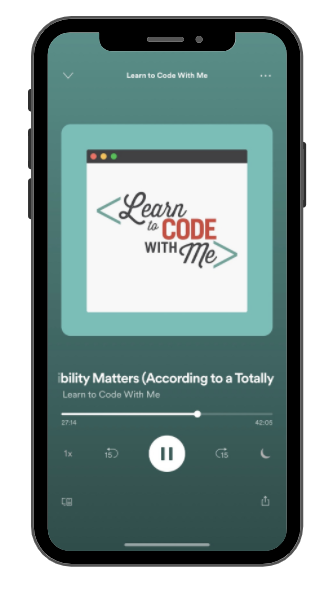 Learn to Code With Me
<Learn
to CODE
WITH Me>
ibility Matters (According to a Totally
Learn to Code With Me
27:14 42:05
1x 15 15